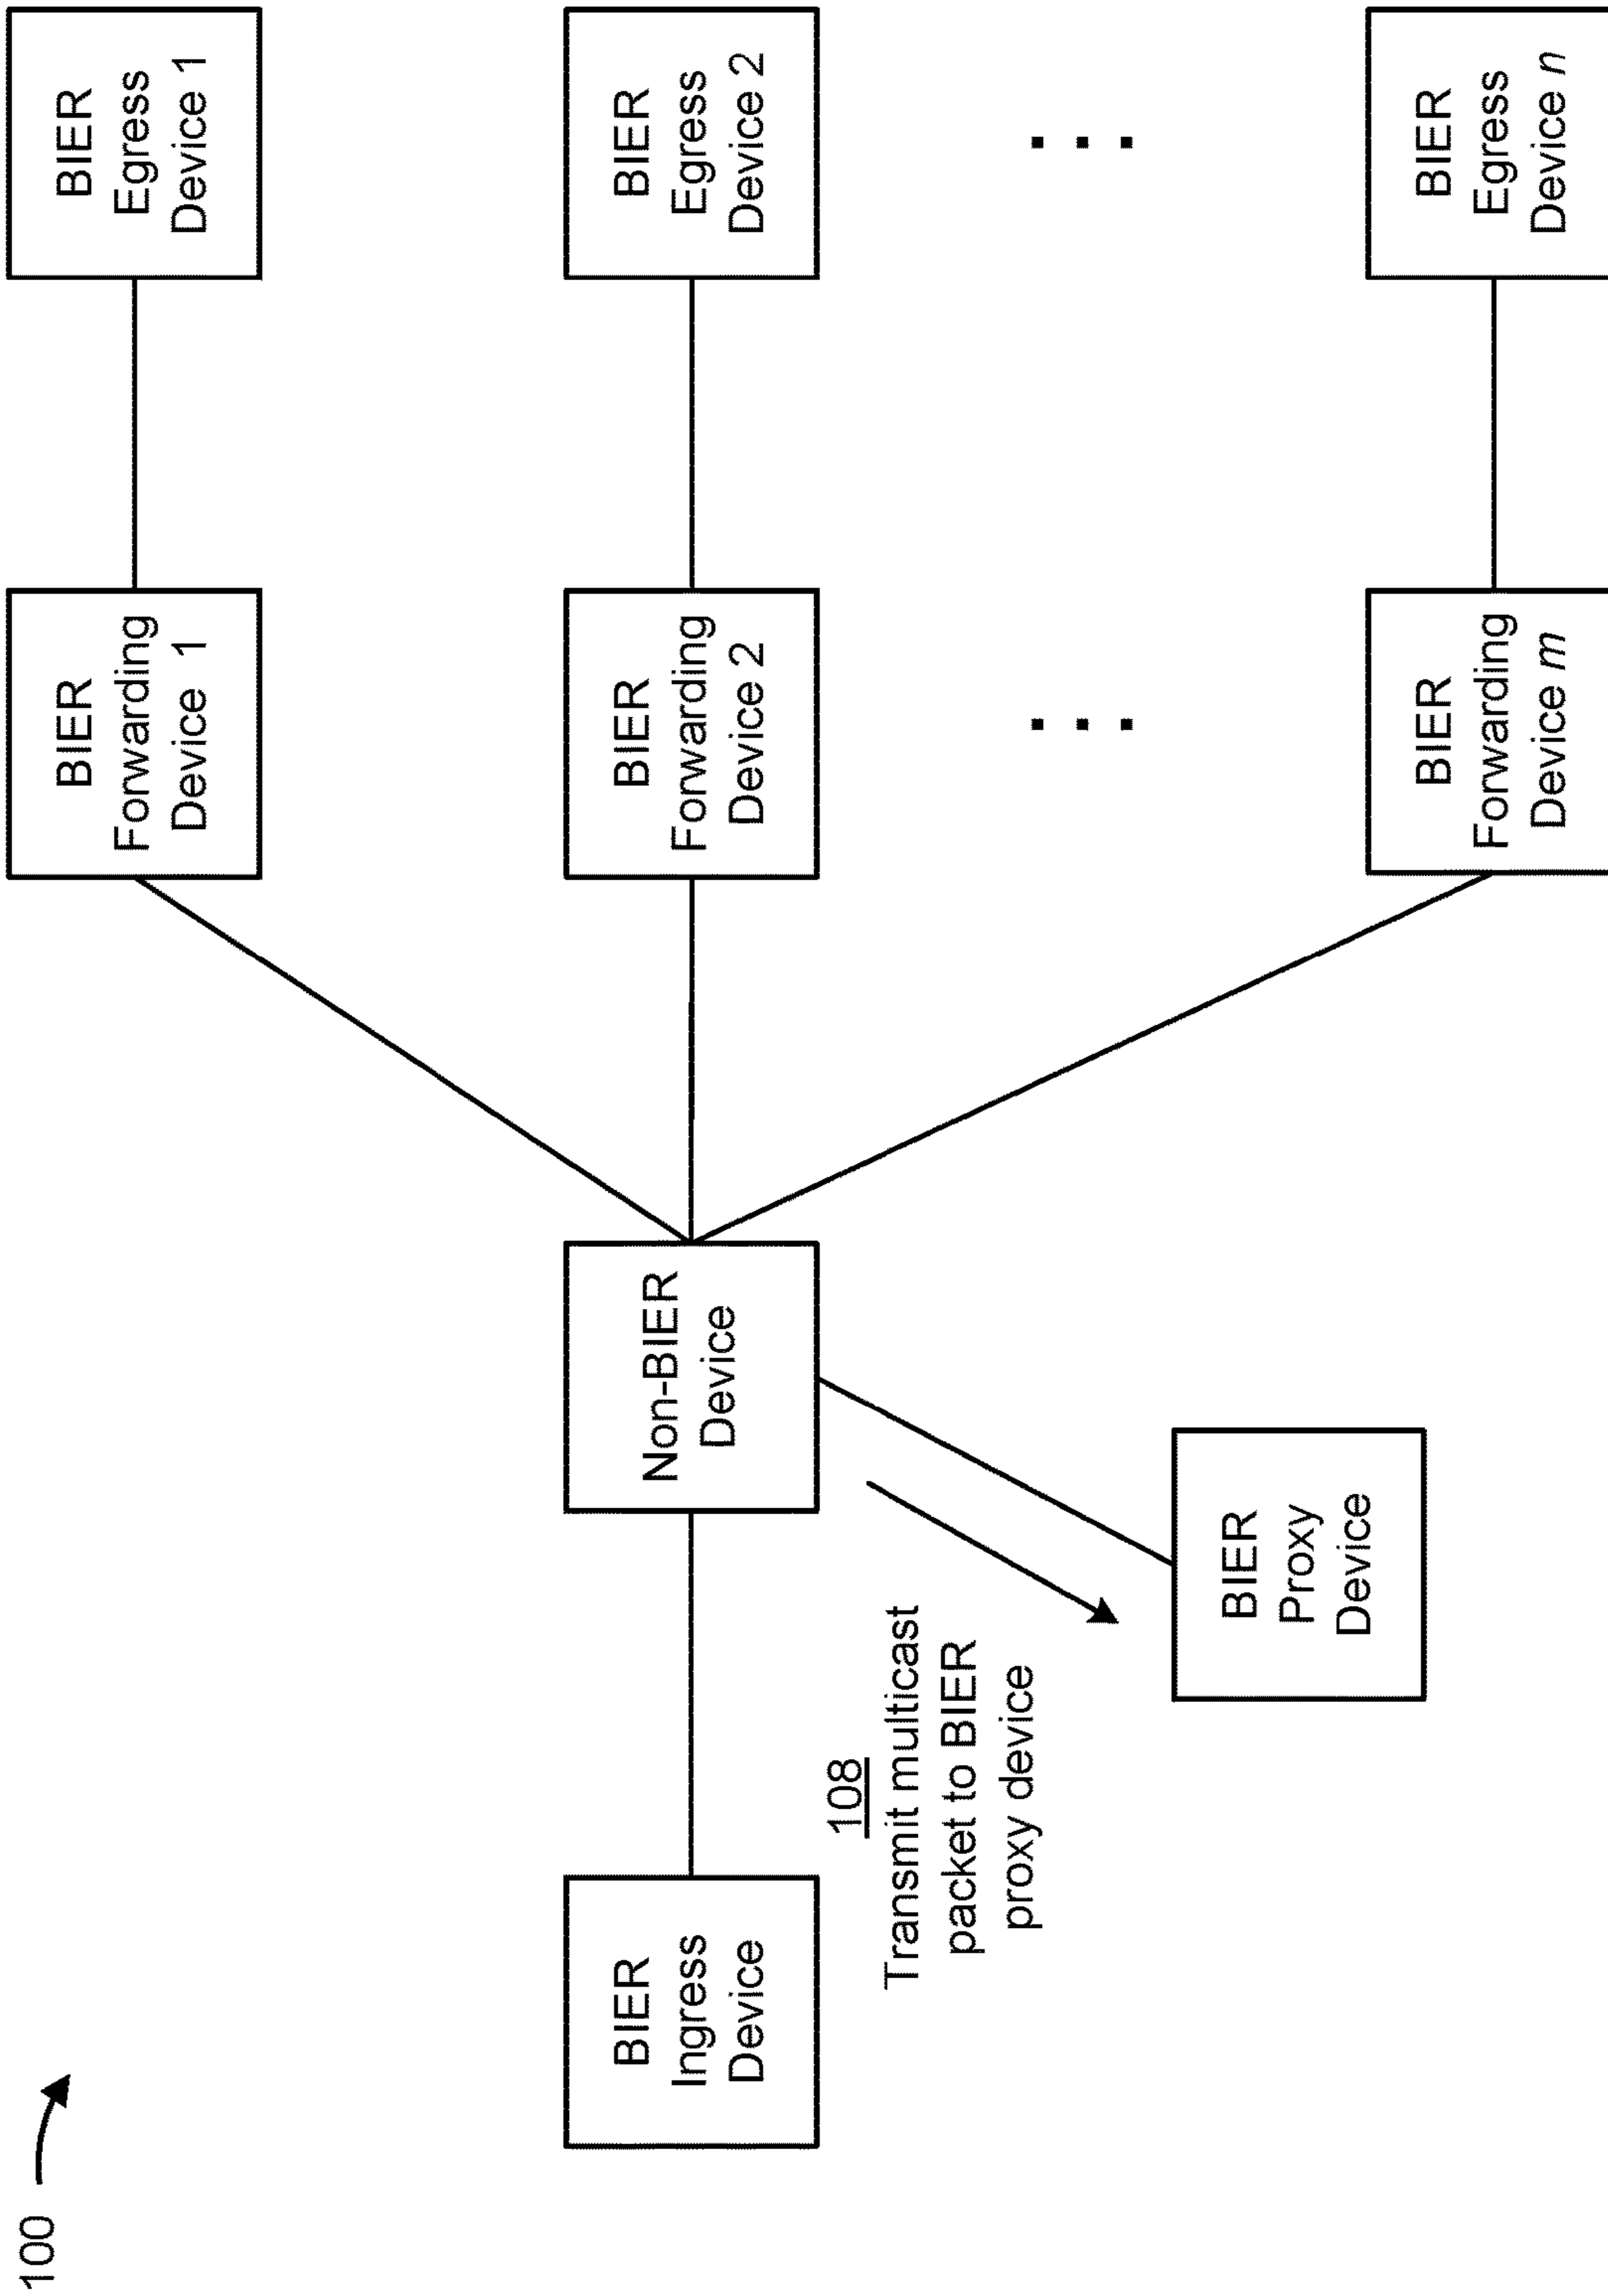 100
BIER
Egress
Device 1
BIER
Forwarding
Device 1
BIER
Ingress
Device
Non-BIER
Device
BIER
Forwarding
Device 2
BIER
Egress
Device 2
108
Transmit multicast
packet to BIER
proxy device
BIER
Proxy
Device
. . .
. . .
BIER
Forwarding
Device m
BIER
Egress
Device n